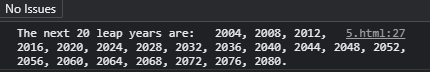 No Issues
The next 20 leap years are:   2004, 2008, 2012,   5.html:27
2016, 2020, 2024, 2028, 2032, 2036, 2040, 2044, 2048, 2052,
2056, 2060, 2064, 2068, 2072, 2076, 2080.